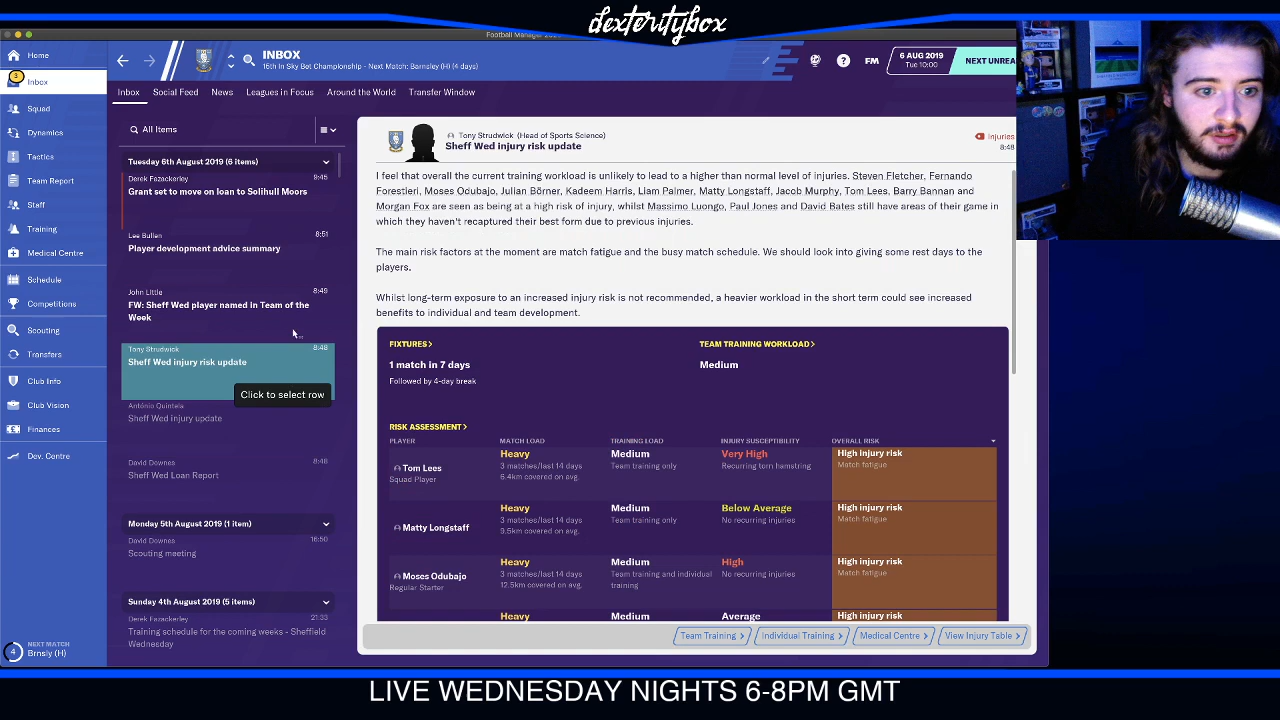 dexteritybox
Football Manager 20
Home
3
Inbox
Squad
Dynamics
Tactics
Team Report
Staff
Training
Medical Centre
Schedule
Competitions
Scouting
Transfers
Club Info
Club Vision
Finances
Dev. Centre
4
NEXT MATCH
Brnsly (H)
INBOX
15th in Sky Bet Championship - Next Match: Barnsley (H) (4 days)
?
FM
6 AUG 2019
Tue 10:00
NEXT UNREA
Inbox
Social Feed
News
Leagues in Focus
Around the World
Transfer Window
All Items
Tuesday 6th August 2019 (6 items)
Derek Fazackerley
9:45
Grant set to move on loan to Solihull Moors
Lee Bullen
8:51
Player development advice summary
John Little
8:49
FW: Sheff Wed player named in Team of the
Week
Tony Strudwick
8:48
Sheff Wed injury risk update
Click to select row
António Quintela
Sheff Wed injury update
David Downes
8:48
Sheff Wed Loan Report
Monday 5th August 2019 (1 item)
David Downes
16:50
Scouting meeting
Sunday 4th August 2019 (5 items)
Derek Fazackerley
21:33
Training schedule for the coming weeks - Sheffield
Wednesday
Tony Strudwick (Head of Sports Science)
Sheff Wed injury risk update
injuries
8:48
I feel that overall the current training workload is unlikely to lead to a higher than normal level of injuries. Steven Fletcher, Fernando
Forestieri, Moses Odubajo, Julian Börner, Kadeem Harris, Liam Palmer, Matty Longstaff, Jacob Murphy, Tom Lees, Barry Bannan and
Morgan Fox are seen as being at a high risk of injury, whilst Massimo Luongo, Paul Jones and David Bates still have areas of their game in
which they haven't recaptured their best form due to previous injuries.
The main risk factors at the moment are match fatigue and the busy match schedule. We should look into giving some rest days to the
players.
Whilst long-term exposure to an increased injury risk is not recommended, a heavier workload in the short term could see increased
benefits to individual and team development.
FIXTURES>
TEAM TRAINING WORKLOAD>
1 match in 7 days
Medium
Followed by 4-day break
RISK ASSESSMENT>
PLAYER
MATCH LOAD
TRAINING LOAD
INJURY SUSCEPTIBILITY
OVERALL RISK
Tom Lees
Squad Player
Heavy
3 matches/last 14 days
6.4km covered on avg.
Medium
Team training only
Very High
Recurring torn hamstring
High injury risk
Match fatigue
Matty Longstaff
Heavy
3 matches/last 14 days
9.5km covered on avg.
Medium
Team training only
Below Average
No recurring injuries
High injury risk
Match fatigue
Moses Odubajo
Regular Starter
Heavy
3 matches/last 14 days
12.5km covered on avg.
Medium
Team training and individual
training
High
No recurring injuries
High injury risk
Match fatigue
Heavy
Medium
Average
High injury risk
Team Training >
Individual Training >
Medical Centre >
View Injury Table >
LIVE WEDNESDAY NIGHTS 6-8PM GMT